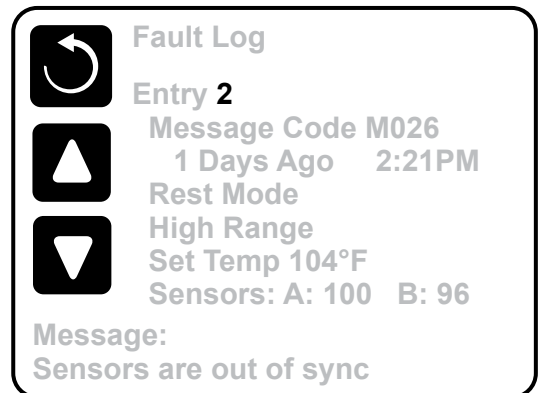 Fault Log
Entry 2
Message Code M026
1 Days Ago 2:21PM
Rest Mode
High Range
Set Temp 104°F
Sensors: A: 100 B: 96
Message:
Sensors are out of sync